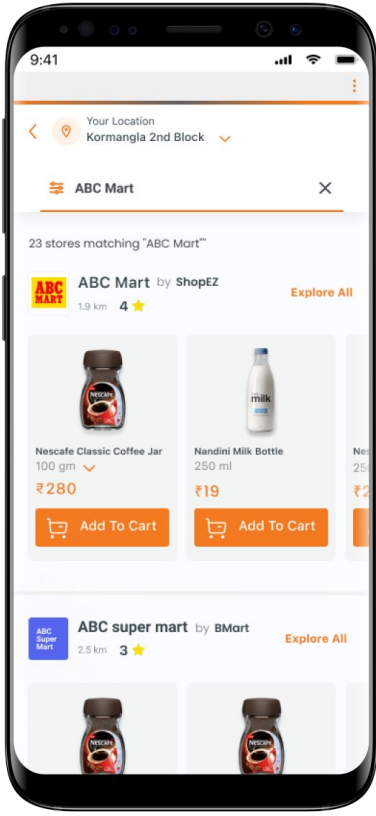 9:41
Your Location
Kormangla 2nd Block
ABC Mart
23 stores matching "ABC Mart""
ABC MART
ABC Mart by ShopEZ
1.9 km 4
Explore All
NESCAFE
milk
Nescafe Classic Coffee Jar
100 gm
₹280
Add To Cart
Nandini Milk Bottle
250 ml
₹19
Add To Cart
ABC
Super
Mart
ABC super mart by BMart
2.5 km 3
Explore All
NESCAFE
NESCAFE